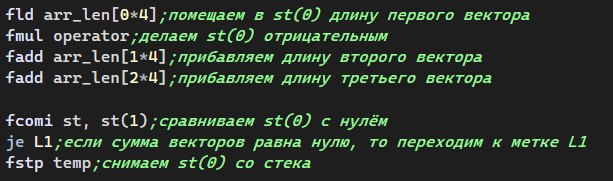 fld arr_len[0*4];помещаем в st(0) длину первого вектора
fmul operator;делаем st(0) отрицательным
fadd arr_len[1*4];прибавляем длину второго вектора
fadd arr_len[2*4];прибавляем длину третьего вектора
fcomi st, st(1);сравниваем st(0) с нулём
je L1;если сумма векторов равна нулю, то переходим к метке L1
fstp temp;снимаем st(0) со стека